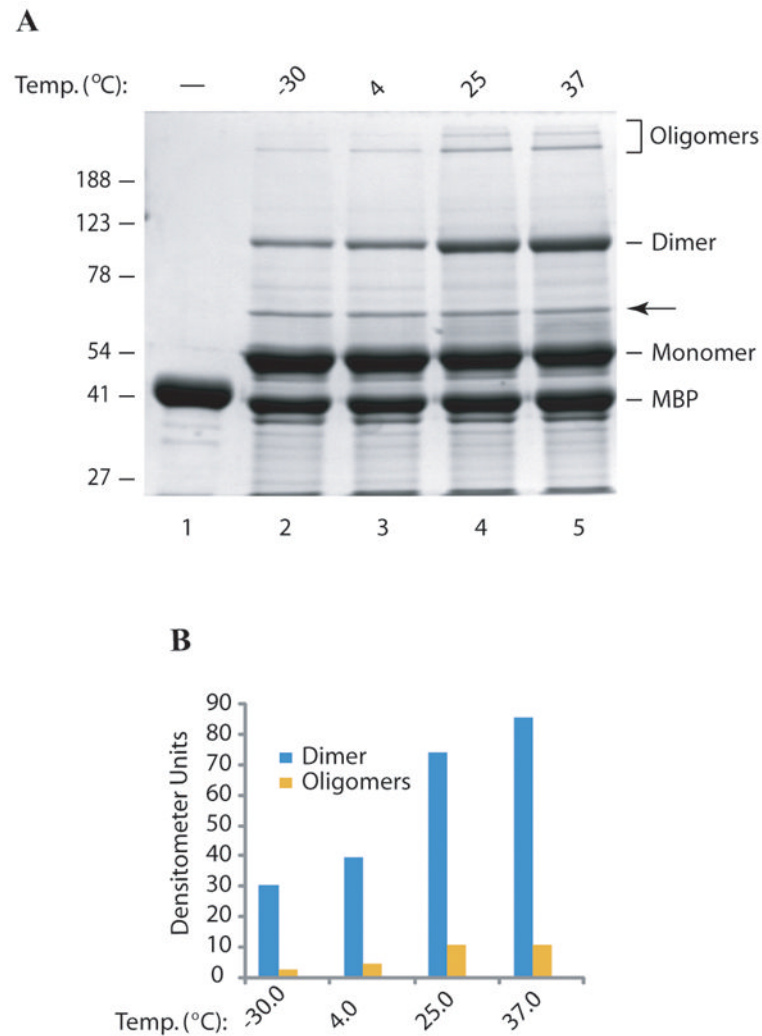 A
Temp. (°C): — -30 4 25 37
Oligomers
188 –
123 –
– Dimer
78 –
54 –
– Monomer
41 –
– MBP
27 –
1 2 3 4 5
B
90
80
70
60
50
40
30
20
10
0
Densitometer Units
Dimer
Oligomers
Temp. (°C): -30.0 4.0 25.0 37.0